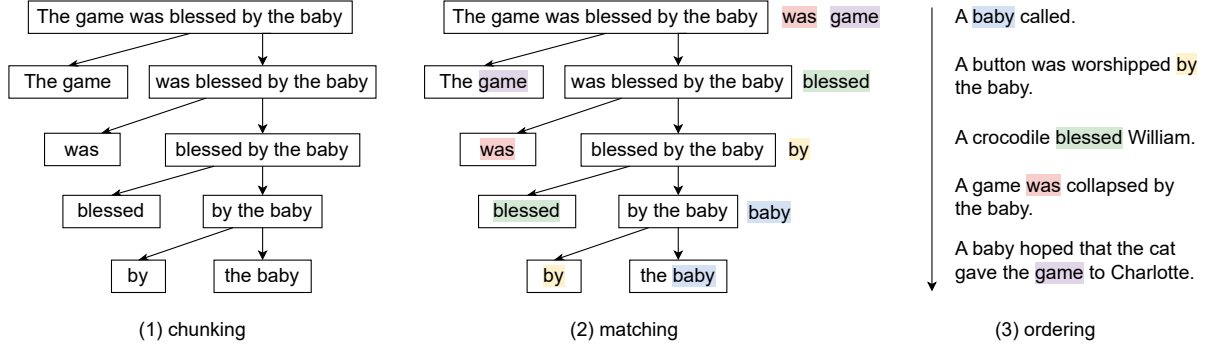 The game was blessed by the baby
The game
was blessed by the baby
was
blessed by the baby
blessed
by the baby
by
the baby
(1) chunking
The game was blessed by the baby
was game
The game
was blessed by the baby
blessed
was
blessed by the baby
by
blessed
by the baby
baby
by
the baby
(2) matching
A baby called.
A button was worshipped by
the baby.
A crocodile blessed William.
A game was collapsed by
the baby.
A baby hoped that the cat
gave the game to Charlotte.
(3) ordering